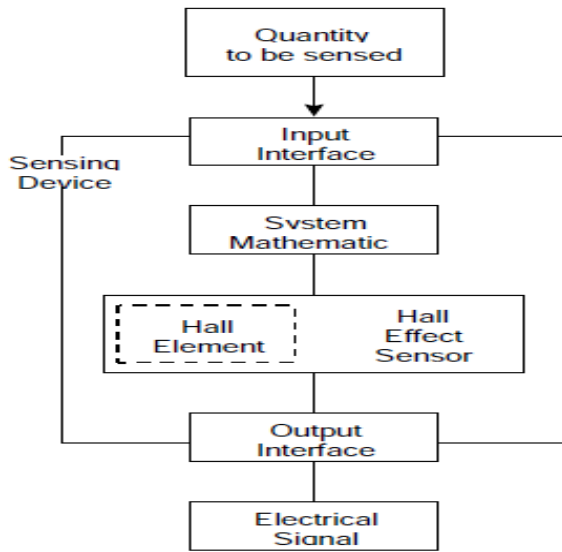 Quantity
to be sensed
Input
Interface
Sensing
Device
System
Mathematic
Hall
Element
Hall
Effect
Sensor
Output
Interface
Electrical
Signal